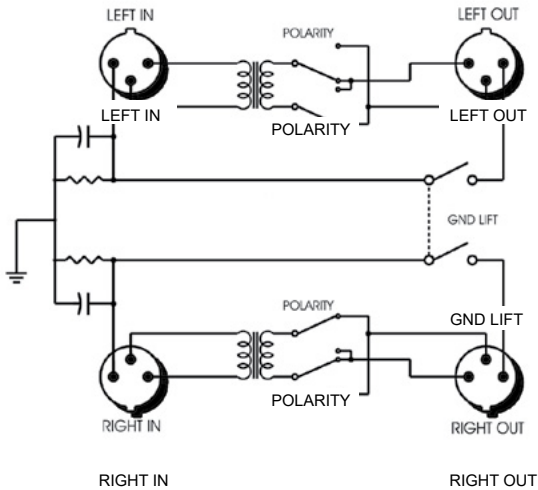 LEFT IN
LEFT OUT
POLARITY
LEFT IN
POLARITY
LEFT OUT
GND LIFT
POLARITY
GND LIFT
POLARITY
RIGHT IN
RIGHT OUT
RIGHT IN
RIGHT OUT